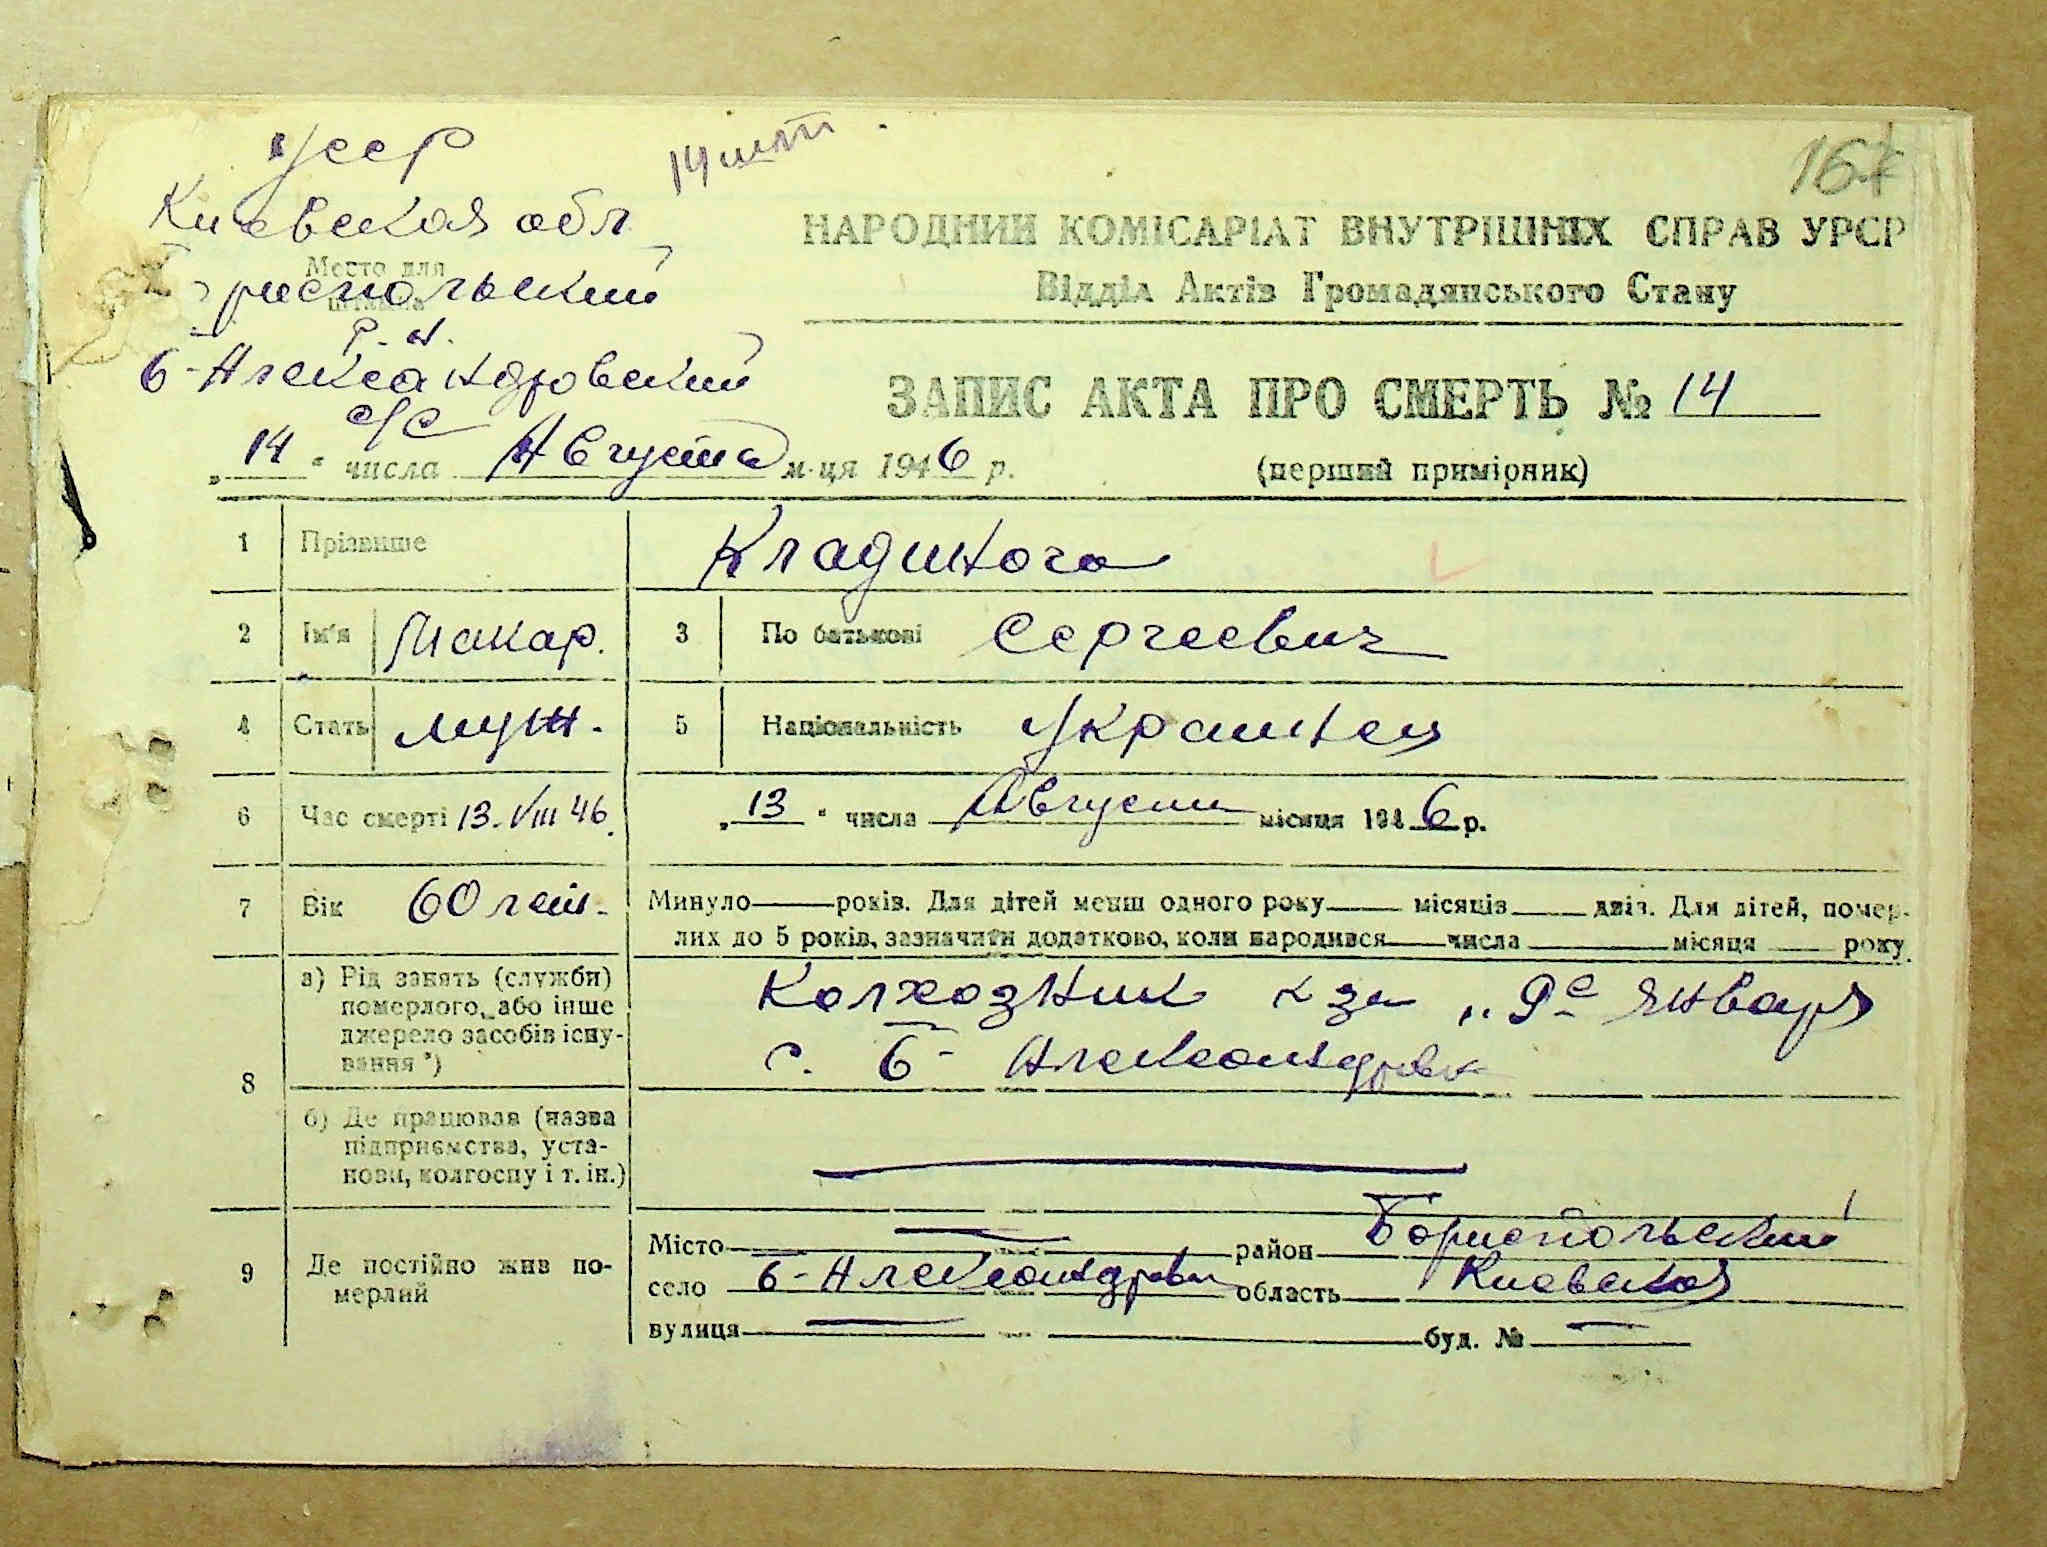 УССР
14 шт.
167
Киевская обл
НАРОДНИЙ КОМІСАРІАТ ВНУТРІШНІХ СПРАВ УРСР
Место для
штампа
Бориспольский
Відділ Актів Громадянського Стану
Р. Н.
Б-Александровский
с/с
ЗАПИС АКТА ПРО СМЕРТЬ № 14
„14“ числа Августа м-ця 1946 р.
(перший примірник)
1 Прізвище Кладиного
2 Ім'я Макар. 3 По батькові Сергеевич
4 Стать муж. 5 Національність Украинец
6 Час смерті 13.VIII 46. „13“ числа Август місяця 1946 р.
7 Вік 60 лет. Минуло років. Для дітей менш одного року місяців днів. Для дітей, помер-
лих до 5 років, зазначити додатково, коли народився числа місяця року
8 а) Рід занять (служби)
померлого, або інше
джерело засобів існу-
вання *)
Колхозник к за „9е Января
с. Б- Александровк
б) Де працював (назва
підприємства, уста-
нови, колгоспу і т. ін.)
9 Де постійно жив по-
мерлий
Місто район Бориспольский
село Б-Александровк область Киевская
вулиця буд. №